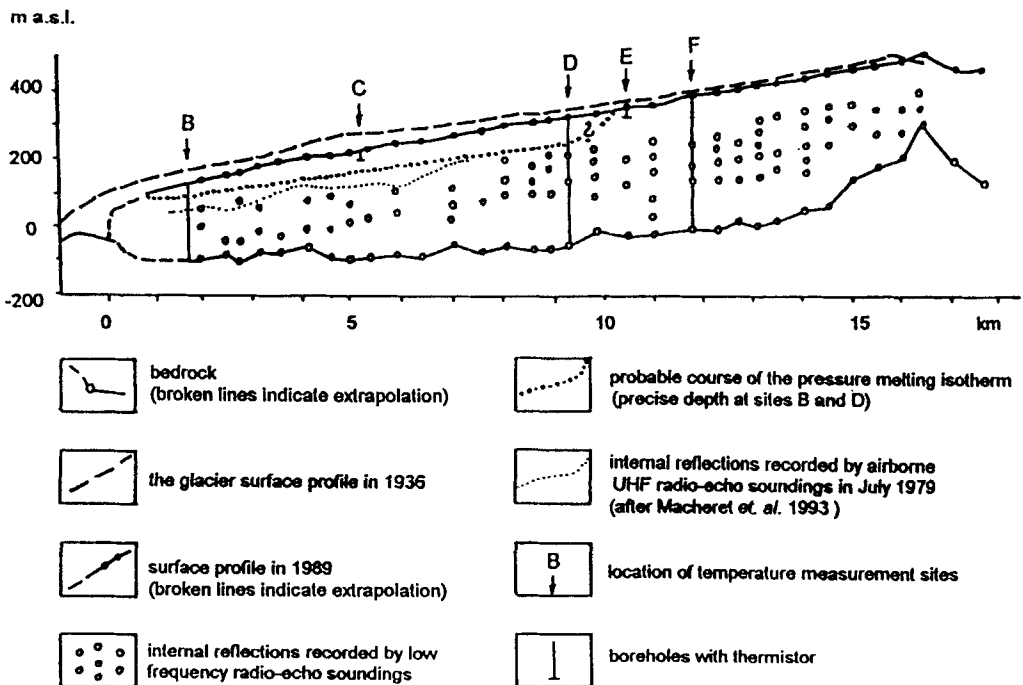 m a.s.l.
400
200
0
-200
B
C
D
E
F
?
0
5
10
15
km
bedrock
(broken lines indicate extrapolation)
the glacier surface profile in 1936
surface profile in 1989
(broken lines indicate extrapolation)
internal reflections recorded by low
frequency radio-echo soundings
probable course of the pressure melting isotherm
(precise depth at sites B and D)
internal reflections recorded by airborne
UHF radio-echo soundings in July 1979
(after Macheret et. al. 1993 )
B
location of temperature measurement sites
boreholes with thermistor